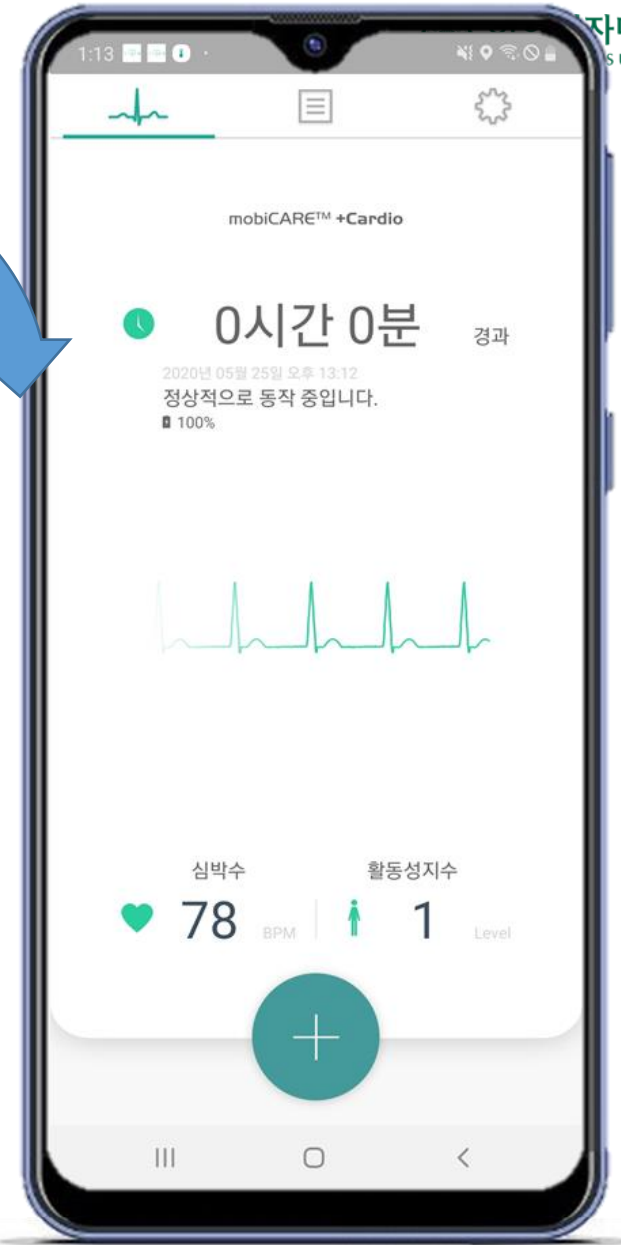 1:13
mobiCARE™ +Cardio
0시간 0분 경과
2020년 05월 25일 오후 13:12
정상적으로 동작 중입니다.
100%
심박수 활동성지수
78 BPM 1 Level